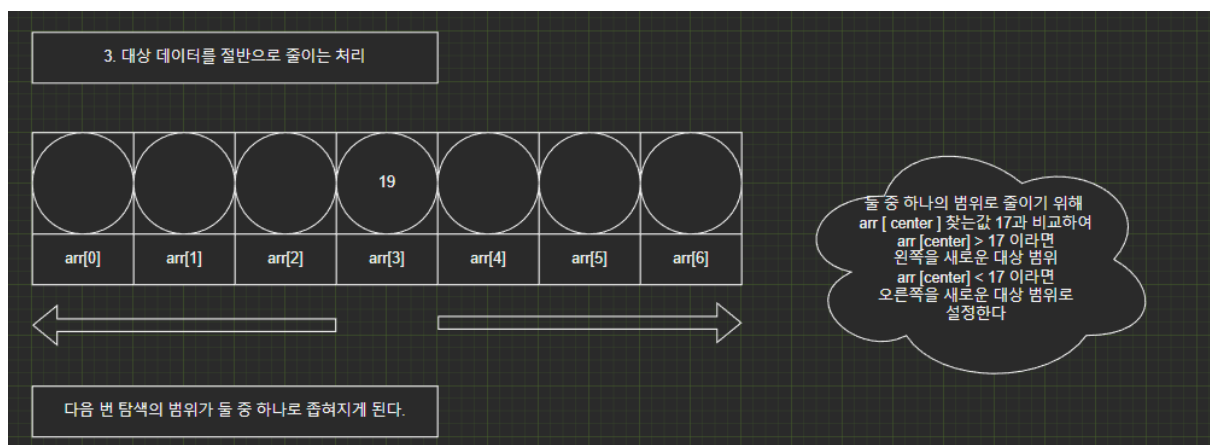 3. 대상 데이터를 절반으로 줄이는 처리
19
arr[0] arr[1] arr[2] arr[3] arr[4] arr[5] arr[6]
다음 번 탐색의 범위가 둘 중 하나로 좁혀지게 된다.
둘 중 하나의 범위로 줄이기 위해
arr [ center ] 찾는값 17과 비교하여
arr [center] > 17 이라면
왼쪽을 새로운 대상 범위
arr [center] < 17 이라면
오른쪽을 새로운 대상 범위로
설정한다